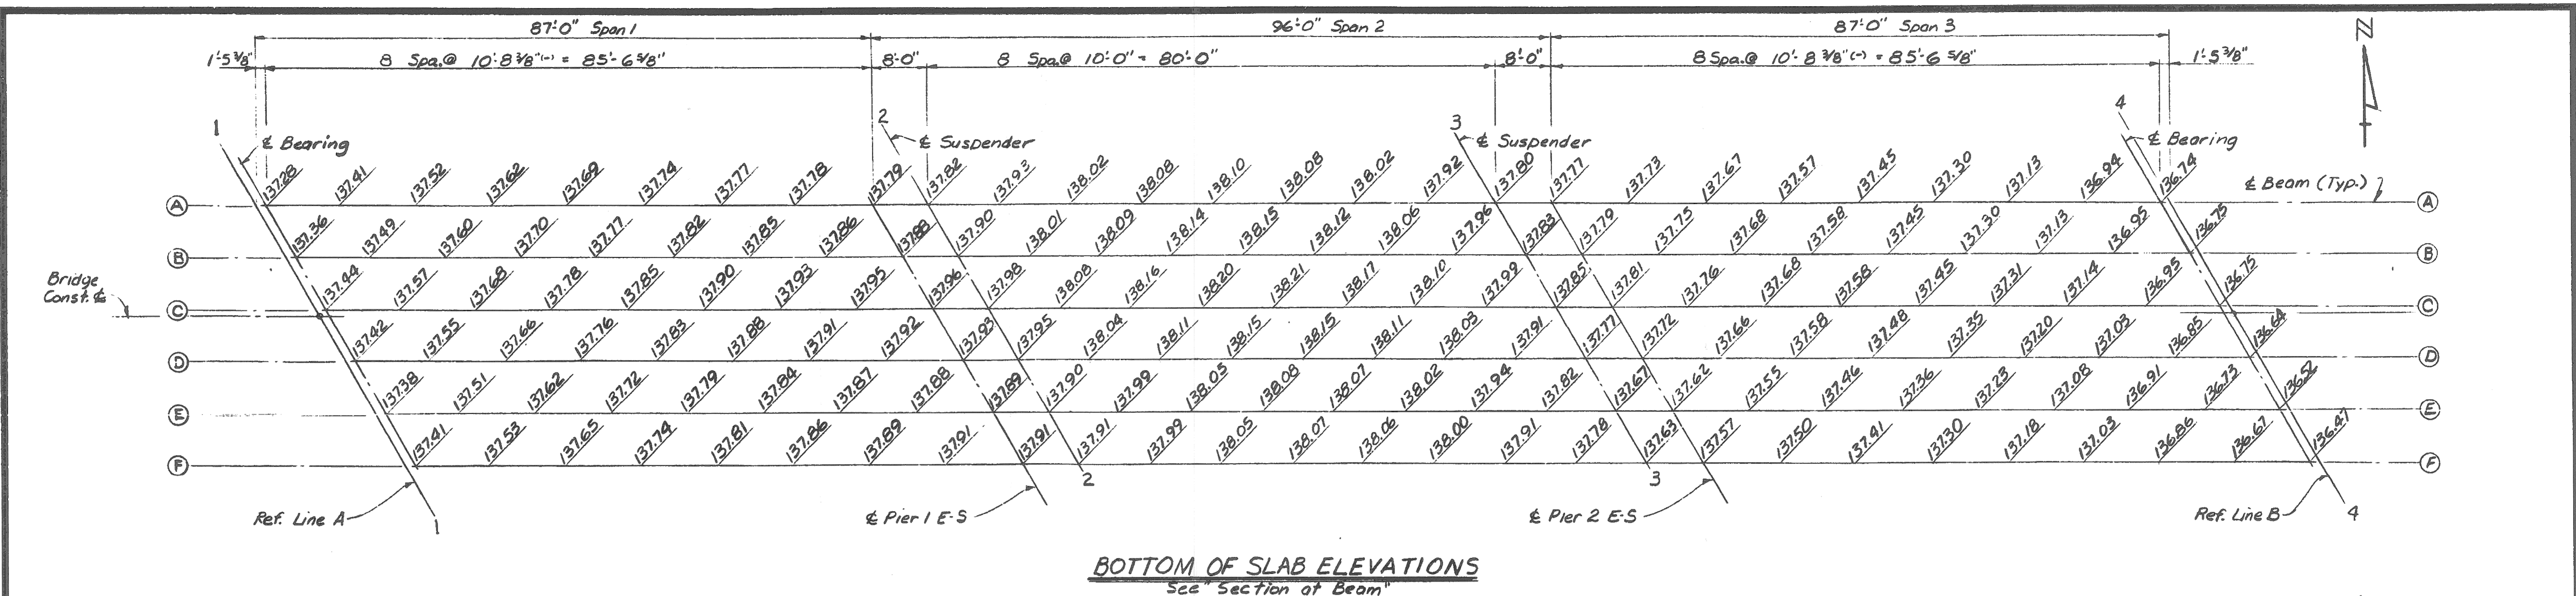 87'-0" Span 1
96'-0" Span 2
87'-0" Span 3
1'-5 3/8"
8 Spa.@ 10'-8 3/8"(-) = 85'-6 5/8"
8'-0"
8 Spa.@ 10'-0" = 80'-0"
8'-0"
8 Spa.@ 10'-8 3/8"(-) = 85'-6 5/8"
1'-5 3/8"
N
1
2
3
4
℄ Bearing
℄ Suspender
℄ Suspender
℄ Bearing
℄ Beam (Typ.)
A 137.28 137.41 137.52 137.62 137.69 137.74 137.77 137.78 137.79 137.82 137.93 138.02 138.08 138.10 138.08 138.02 137.92 137.80 137.77 137.73 137.67 137.57 137.45 137.30 137.13 136.94 136.74 A
B 137.36 137.49 137.60 137.70 137.77 137.82 137.85 137.86 137.88 137.90 138.01 138.09 138.14 138.15 138.12 138.06 137.96 137.83 137.79 137.75 137.68 137.58 137.45 137.30 137.13 136.95 136.75 B
Bridge
Const. ℄
C 137.44 137.57 137.68 137.78 137.85 137.90 137.93 137.95 137.96 137.98 138.08 138.16 138.20 138.21 138.17 138.10 137.99 137.85 137.81 137.76 137.68 137.58 137.45 137.31 137.14 136.95 136.75 C
D 137.42 137.55 137.66 137.76 137.83 137.88 137.91 137.92 137.93 137.95 138.04 138.11 138.15 138.15 138.11 138.03 137.91 137.77 137.72 137.66 137.58 137.48 137.35 137.20 137.03 136.85 136.64 D
E 137.38 137.51 137.62 137.72 137.79 137.84 137.87 137.88 137.89 137.90 137.99 138.05 138.08 138.07 138.02 137.94 137.82 137.67 137.62 137.55 137.46 137.36 137.23 137.08 136.91 136.73 136.52 E
F 137.41 137.53 137.65 137.74 137.81 137.86 137.89 137.91 137.91 137.91 137.99 138.05 138.07 138.06 138.00 137.91 137.78 137.63 137.57 137.50 137.41 137.30 137.18 137.03 136.86 136.67 136.47 F
Ref. Line A
1
℄ Pier 1 E-S
2
℄ Pier 2 E-S
3
Ref. Line B
4
BOTTOM OF SLAB ELEVATIONS
See "Section at Beam"